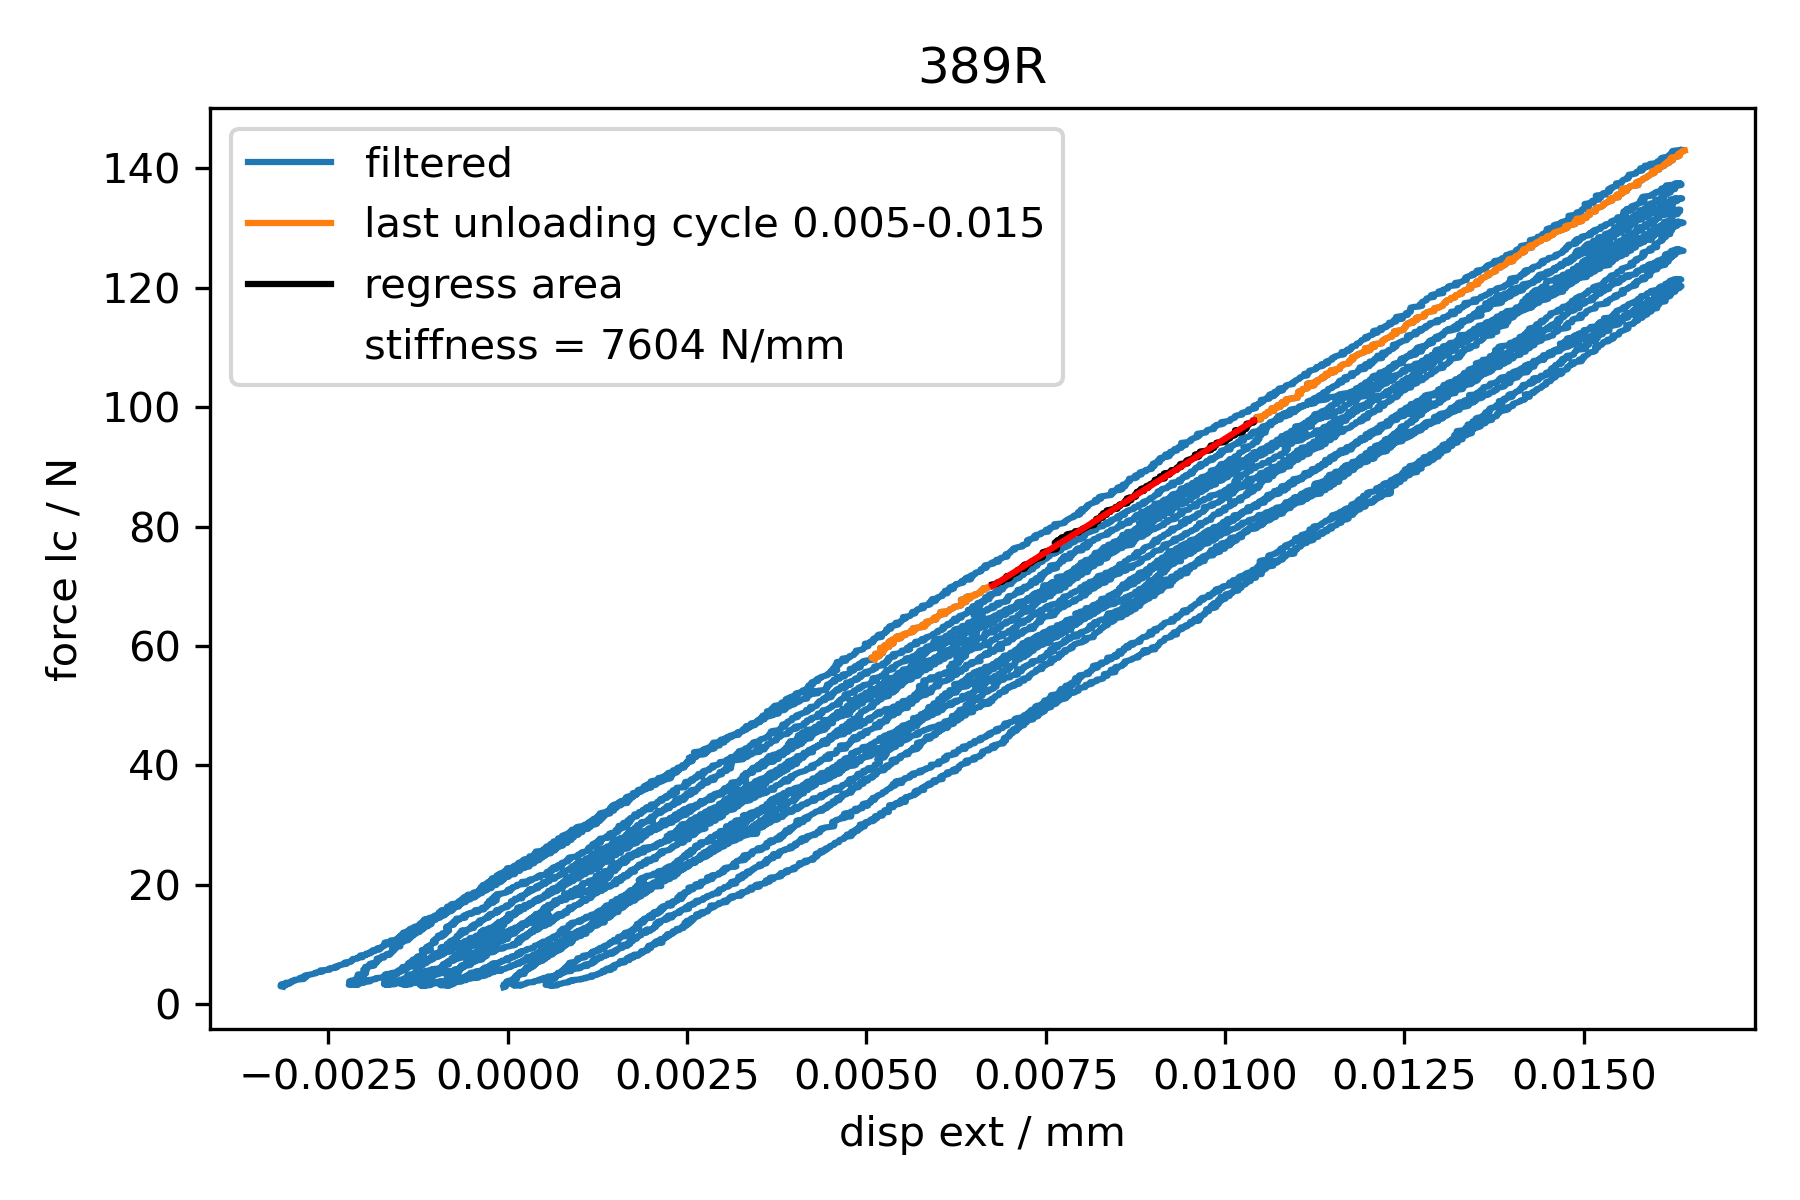 389R
filtered
last unloading cycle 0.005-0.015
regress area
stiffness = 7604 N/mm
140
120
100
80
60
40
20
0
force lc / N
−0.0025 0.0000 0.0025 0.0050 0.0075 0.0100 0.0125 0.0150
disp ext / mm